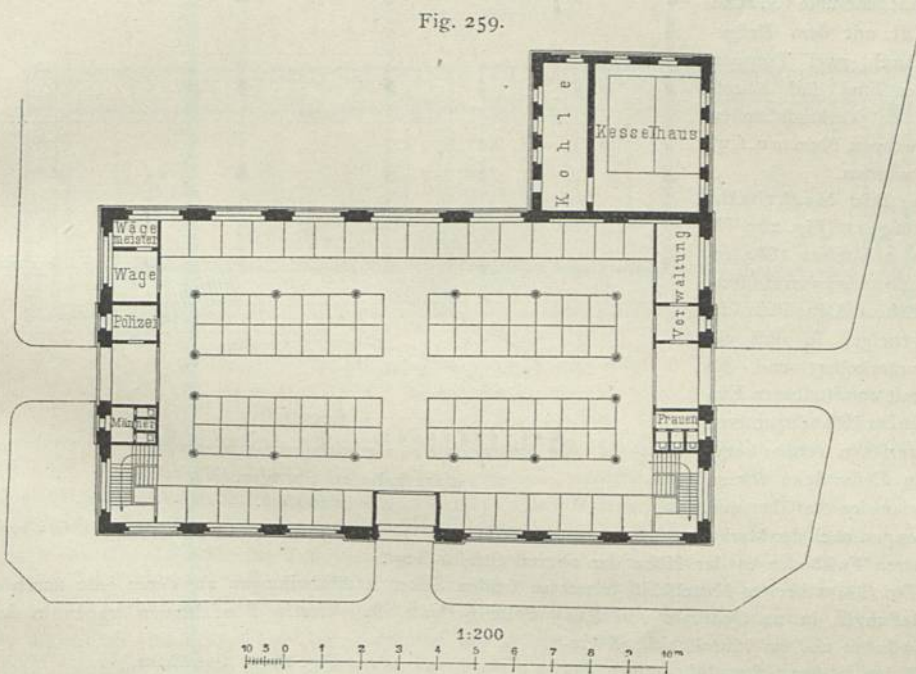 Fig. 259.
Kohle
Kesselhaus
Wäge
meister
Wage
Polizei
Verwaltung
Männer
Frauen
1:200
10 5 0 1 2 3 4 5 6 7 8 9 10 m